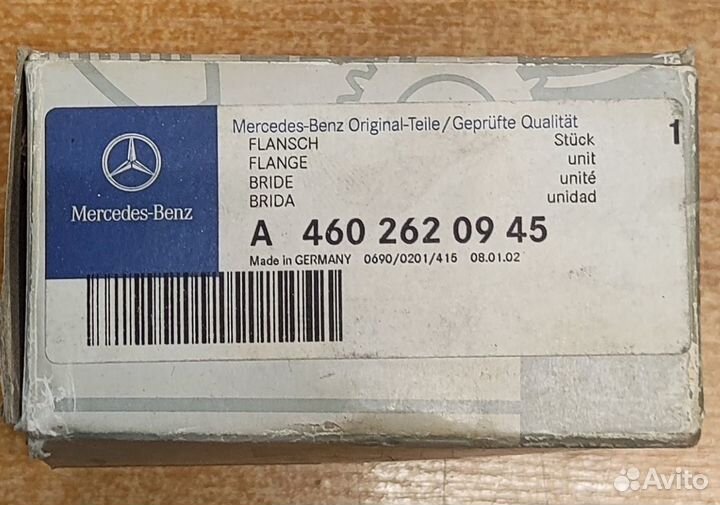 Mercedes-Benz Original-Teile/Geprüfte Qualität
FLANSCH Stück 1
FLANGE unit
BRIDE unité
BRIDA unidad
Mercedes-Benz
A 460 262 09 45
Made in GERMANY 0690/0201/415 08.01.02
Avito